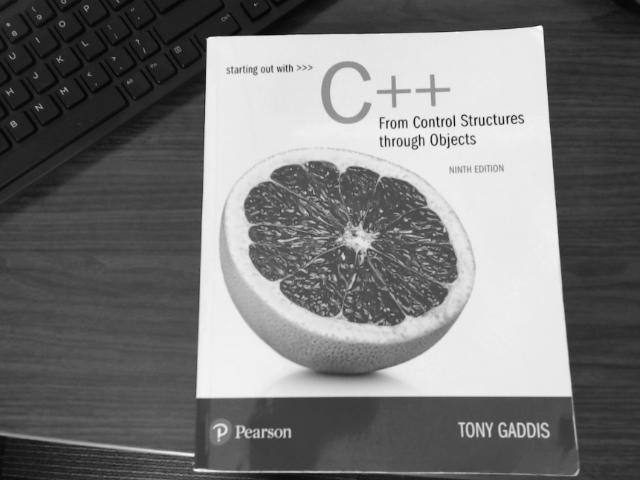 starting out with >>>
C++
From Control Structures
through Objects
NINTH EDITION
Pearson
TONY GADDIS
U I O P
H J K L
B N M